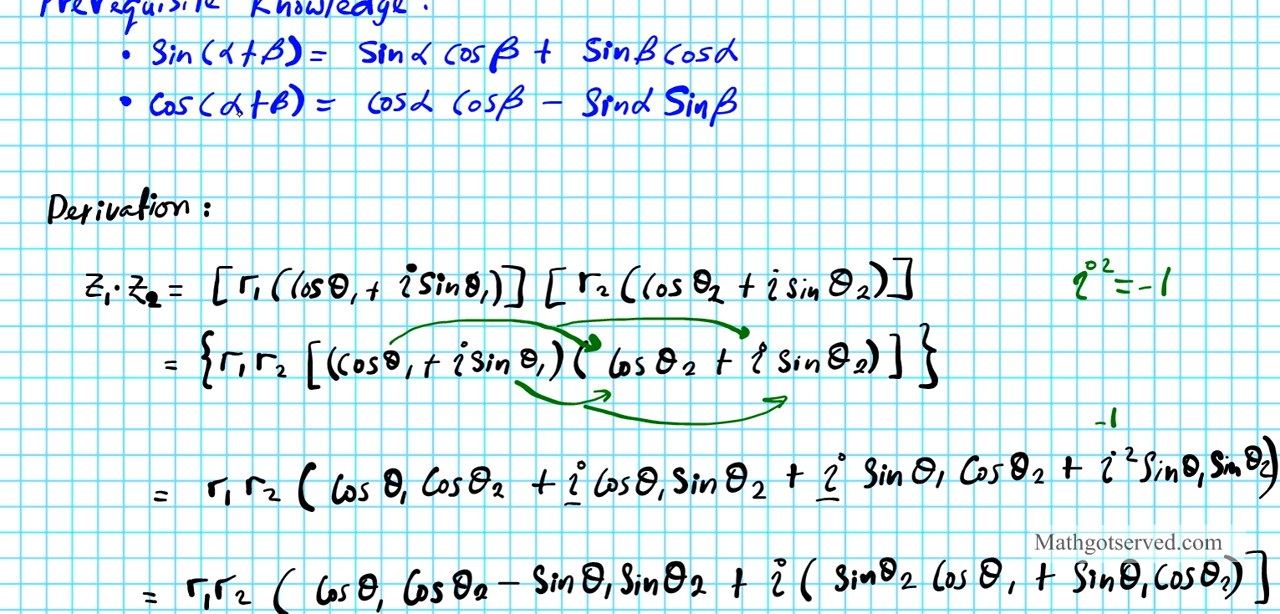 Prerequisite Knowledge:
• Sin(α+β) = Sinα cosβ + Sinβ cosα
• cos(α+β) = cosα cosβ − Sinα Sinβ
Derivation:
Z₁·Z₂ = [r₁(cosθ₁ + i sinθ₁)] [r₂(cosθ₂ + i sinθ₂)] i² = -1
= {r₁r₂ [(cosθ₁ + i sinθ₁)(cosθ₂ + i sinθ₂)]}
-1
= r₁r₂ (cosθ₁ cosθ₂ + i cosθ₁ sinθ₂ + i sinθ₁ cosθ₂ + i² sinθ₁ sinθ₂)
Mathgotserved.com
= r₁r₂ (cosθ₁ cosθ₂ − sinθ₁ sinθ₂ + i (sinθ₂ cosθ₁ + sinθ₁ cosθ₂)]